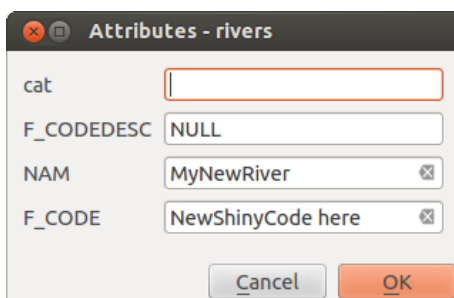 Attributes - rivers
cat
F_CODEDESC NULL
NAM MyNewRiver
F_CODE NewShinyCode here
Cancel OK